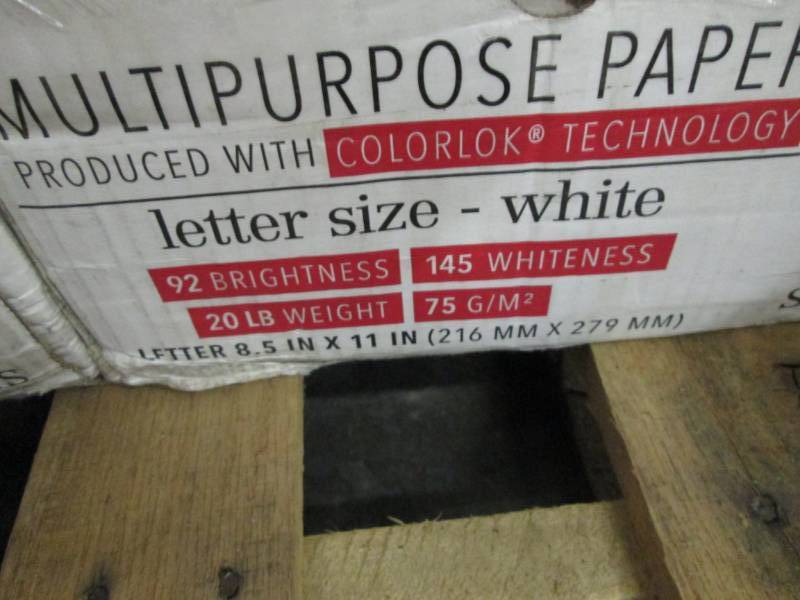 MULTIPURPOSE PAPER
PRODUCED WITH COLORLOK® TECHNOLOGY
letter size - white
92 BRIGHTNESS 145 WHITENESS
20 LB WEIGHT 75 G/M²
LETTER 8.5 IN X 11 IN (216 MM X 279 MM)